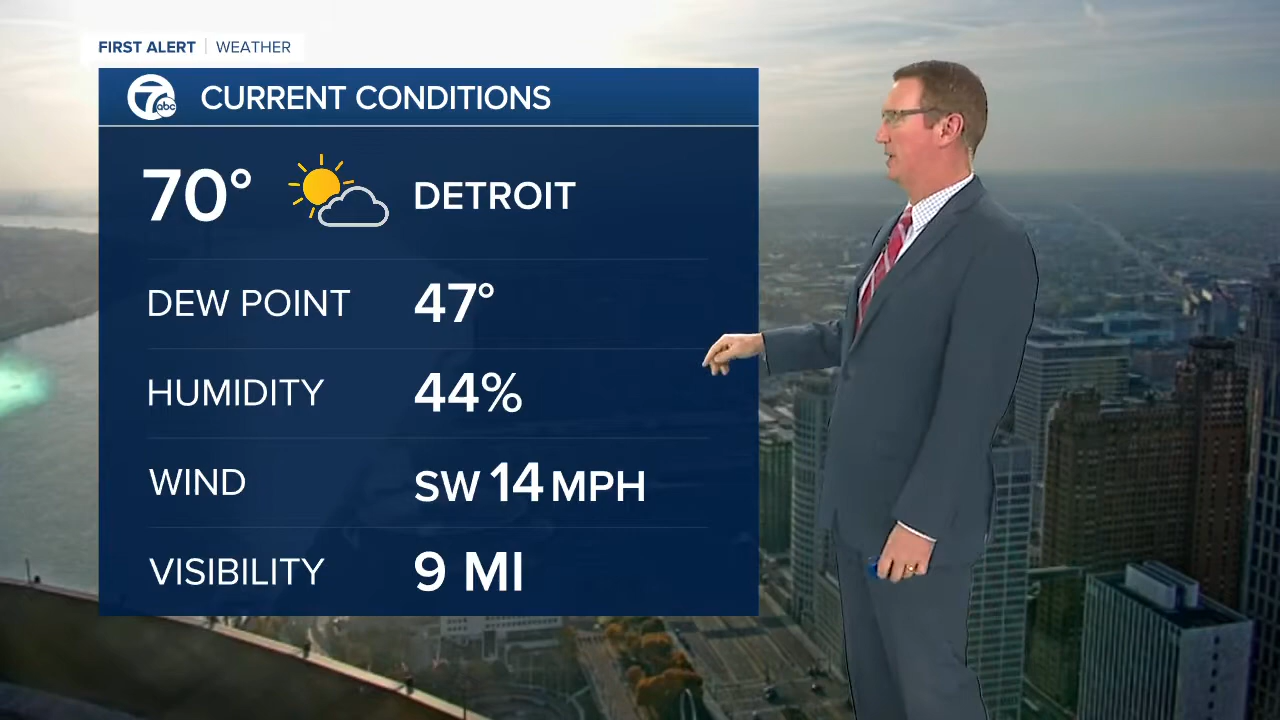 FIRST ALERT | WEATHER
7 abc CURRENT CONDITIONS
70° DETROIT
DEW POINT 47°
HUMIDITY 44%
WIND SW 14 MPH
VISIBILITY 9 MI